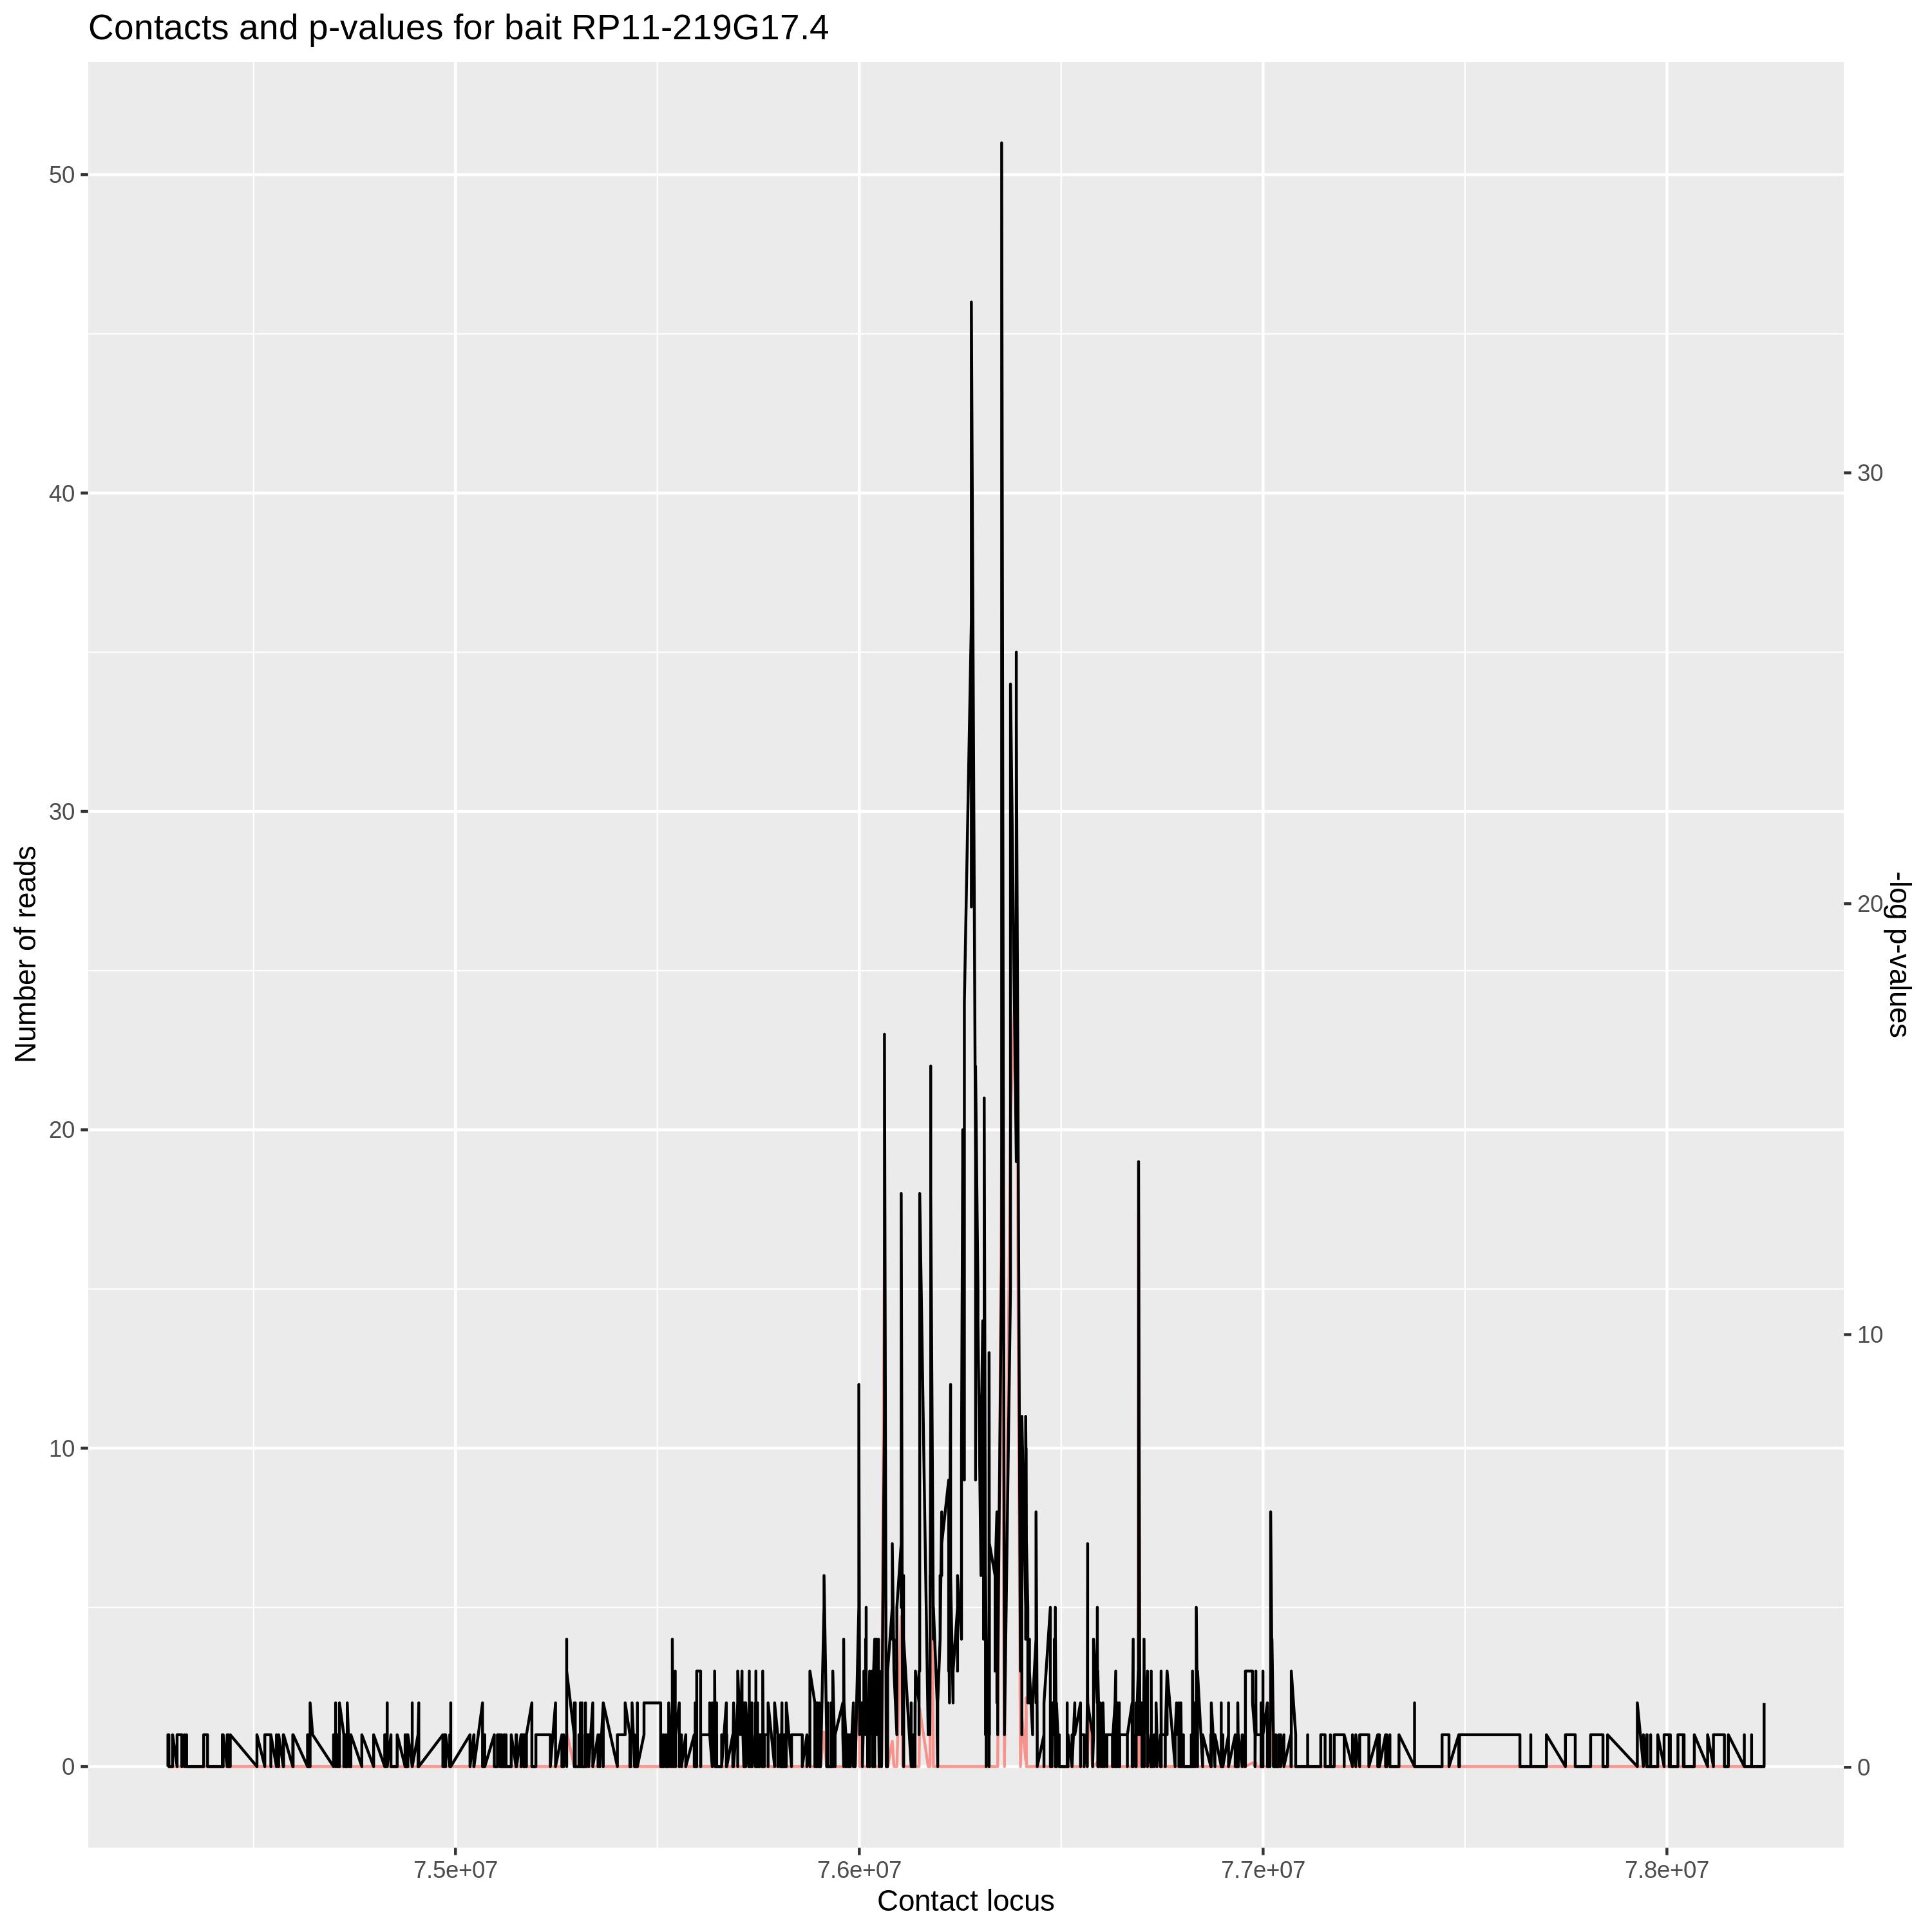 Contacts and p-values for bait RP11-219G17.4
50
40
30
20
10
0
Number of reads
30
20
10
0
-log p-values
7.5e+07
7.6e+07
7.7e+07
7.8e+07
Contact locus